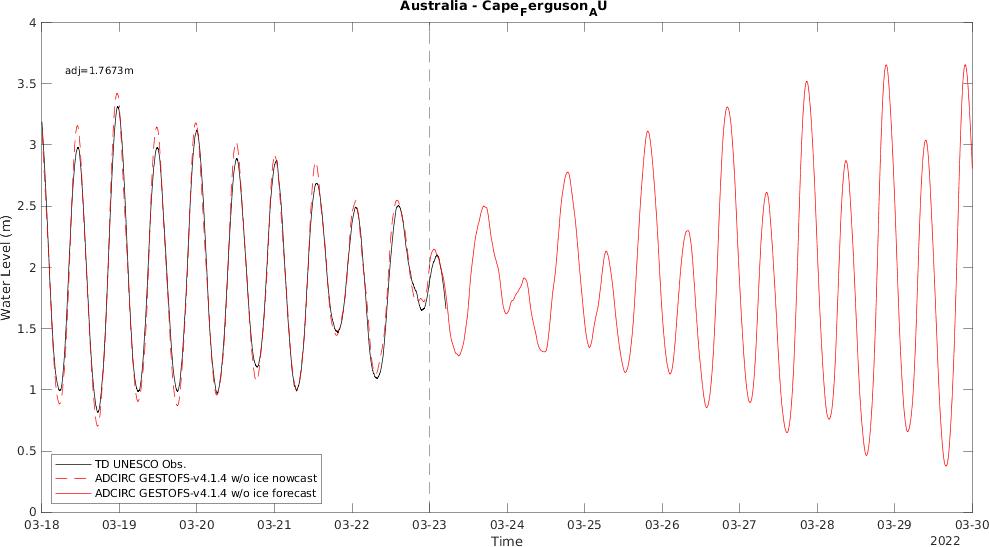 Australia - Cape_Ferguson_AU
adj=1.7673m
Water Level (m)
4
3.5
3
2.5
2
1.5
1
0.5
0
TD UNESCO Obs.
ADCIRC GESTOFS-v4.1.4 w/o ice nowcast
ADCIRC GESTOFS-v4.1.4 w/o ice forecast
03-18 03-19 03-20 03-21 03-22 03-23 03-24 03-25 03-26 03-27 03-28 03-29 03-30
Time
2022